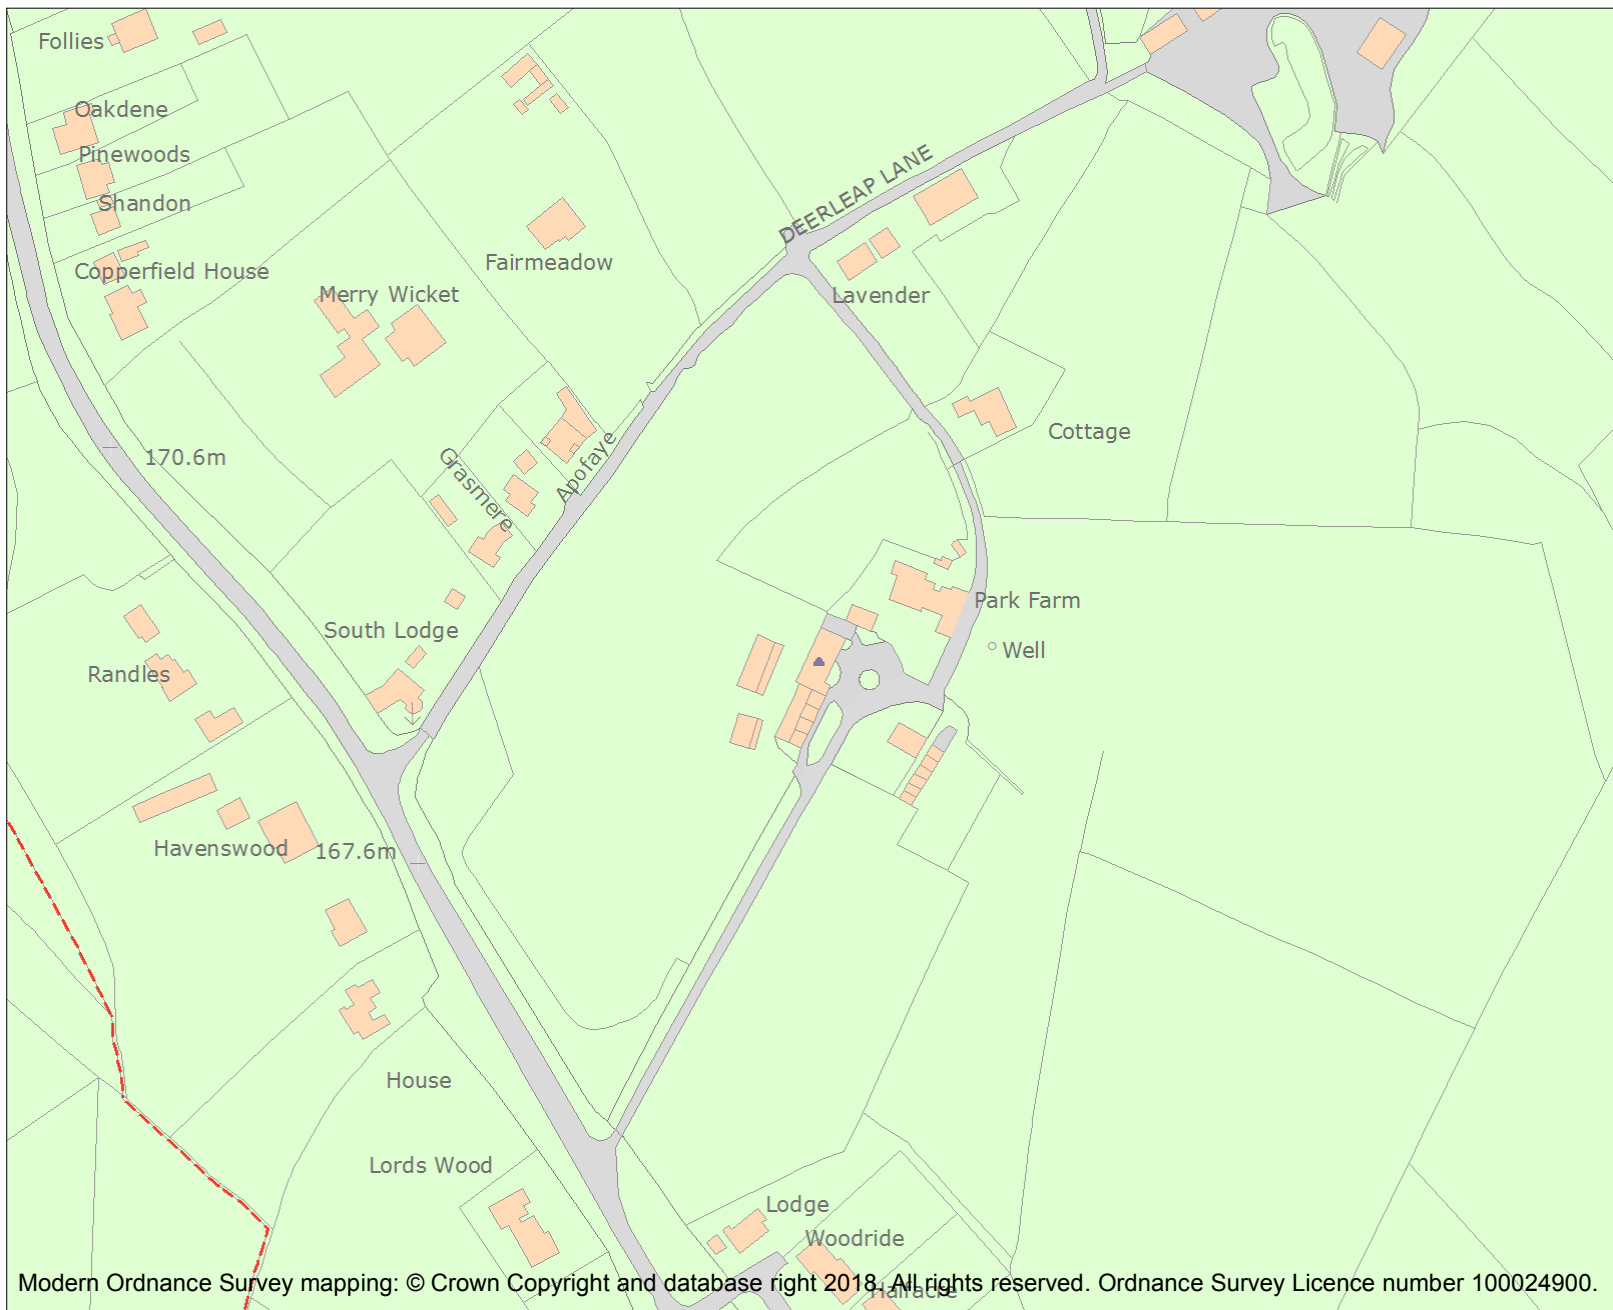 Follies
Oakdene
Pinewoods
Shandon
DEERLEAP LANE
Fairmeadow
Copperfield House
Merry Wicket
Lavender
Cottage
170.6m
Grasmere
Apofaye
Park Farm
South Lodge
Well
Randles
Havenswood
167.6m
House
Lords Wood
Lodge
Woodride
Halfacre
Modern Ordnance Survey mapping: © Crown Copyright and database right 2018. All rights reserved. Ordnance Survey Licence number 100024900.